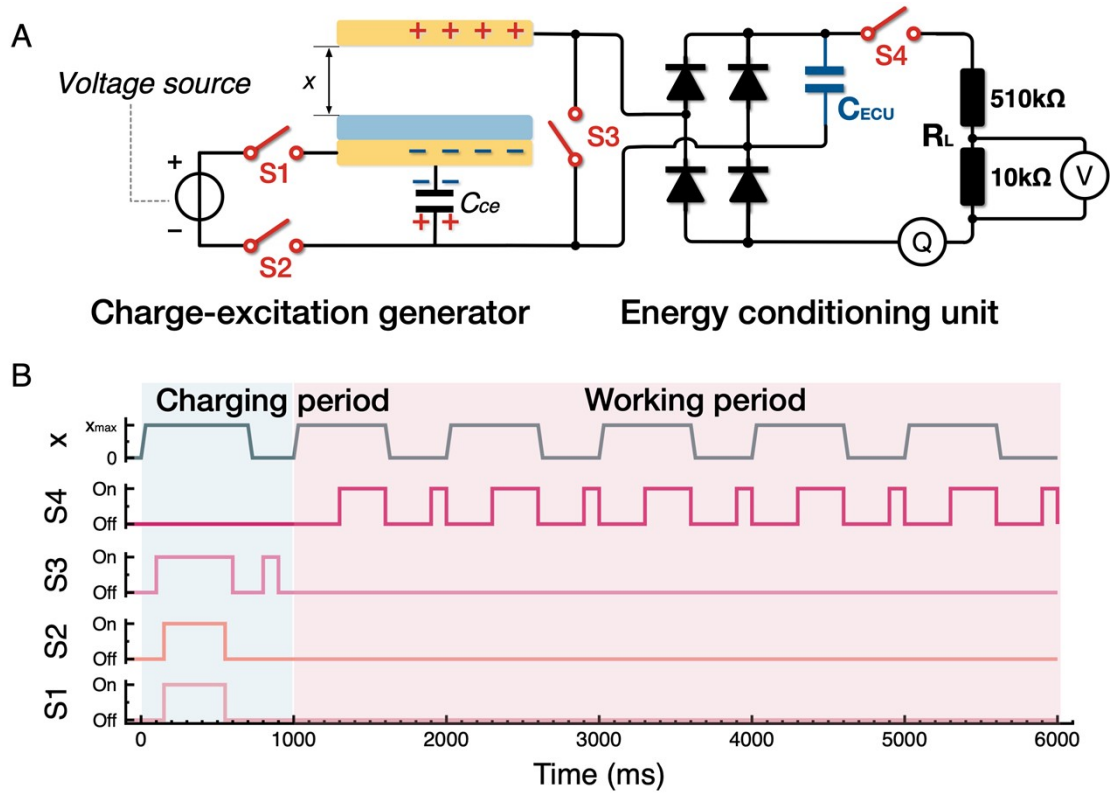 A
Voltage source
x
+
−
S1
S2
S3
S4
Cce
CECU
RL
510kΩ
10kΩ
V
Q
+ + + +
− − − −
− −
+ +
Charge-excitation generator
Energy conditioning unit
B
Charging period
Working period
x
xmax
0
S4
On
Off
S3
On
Off
S2
On
Off
S1
On
Off
0
1000
2000
3000
4000
5000
6000
Time (ms)